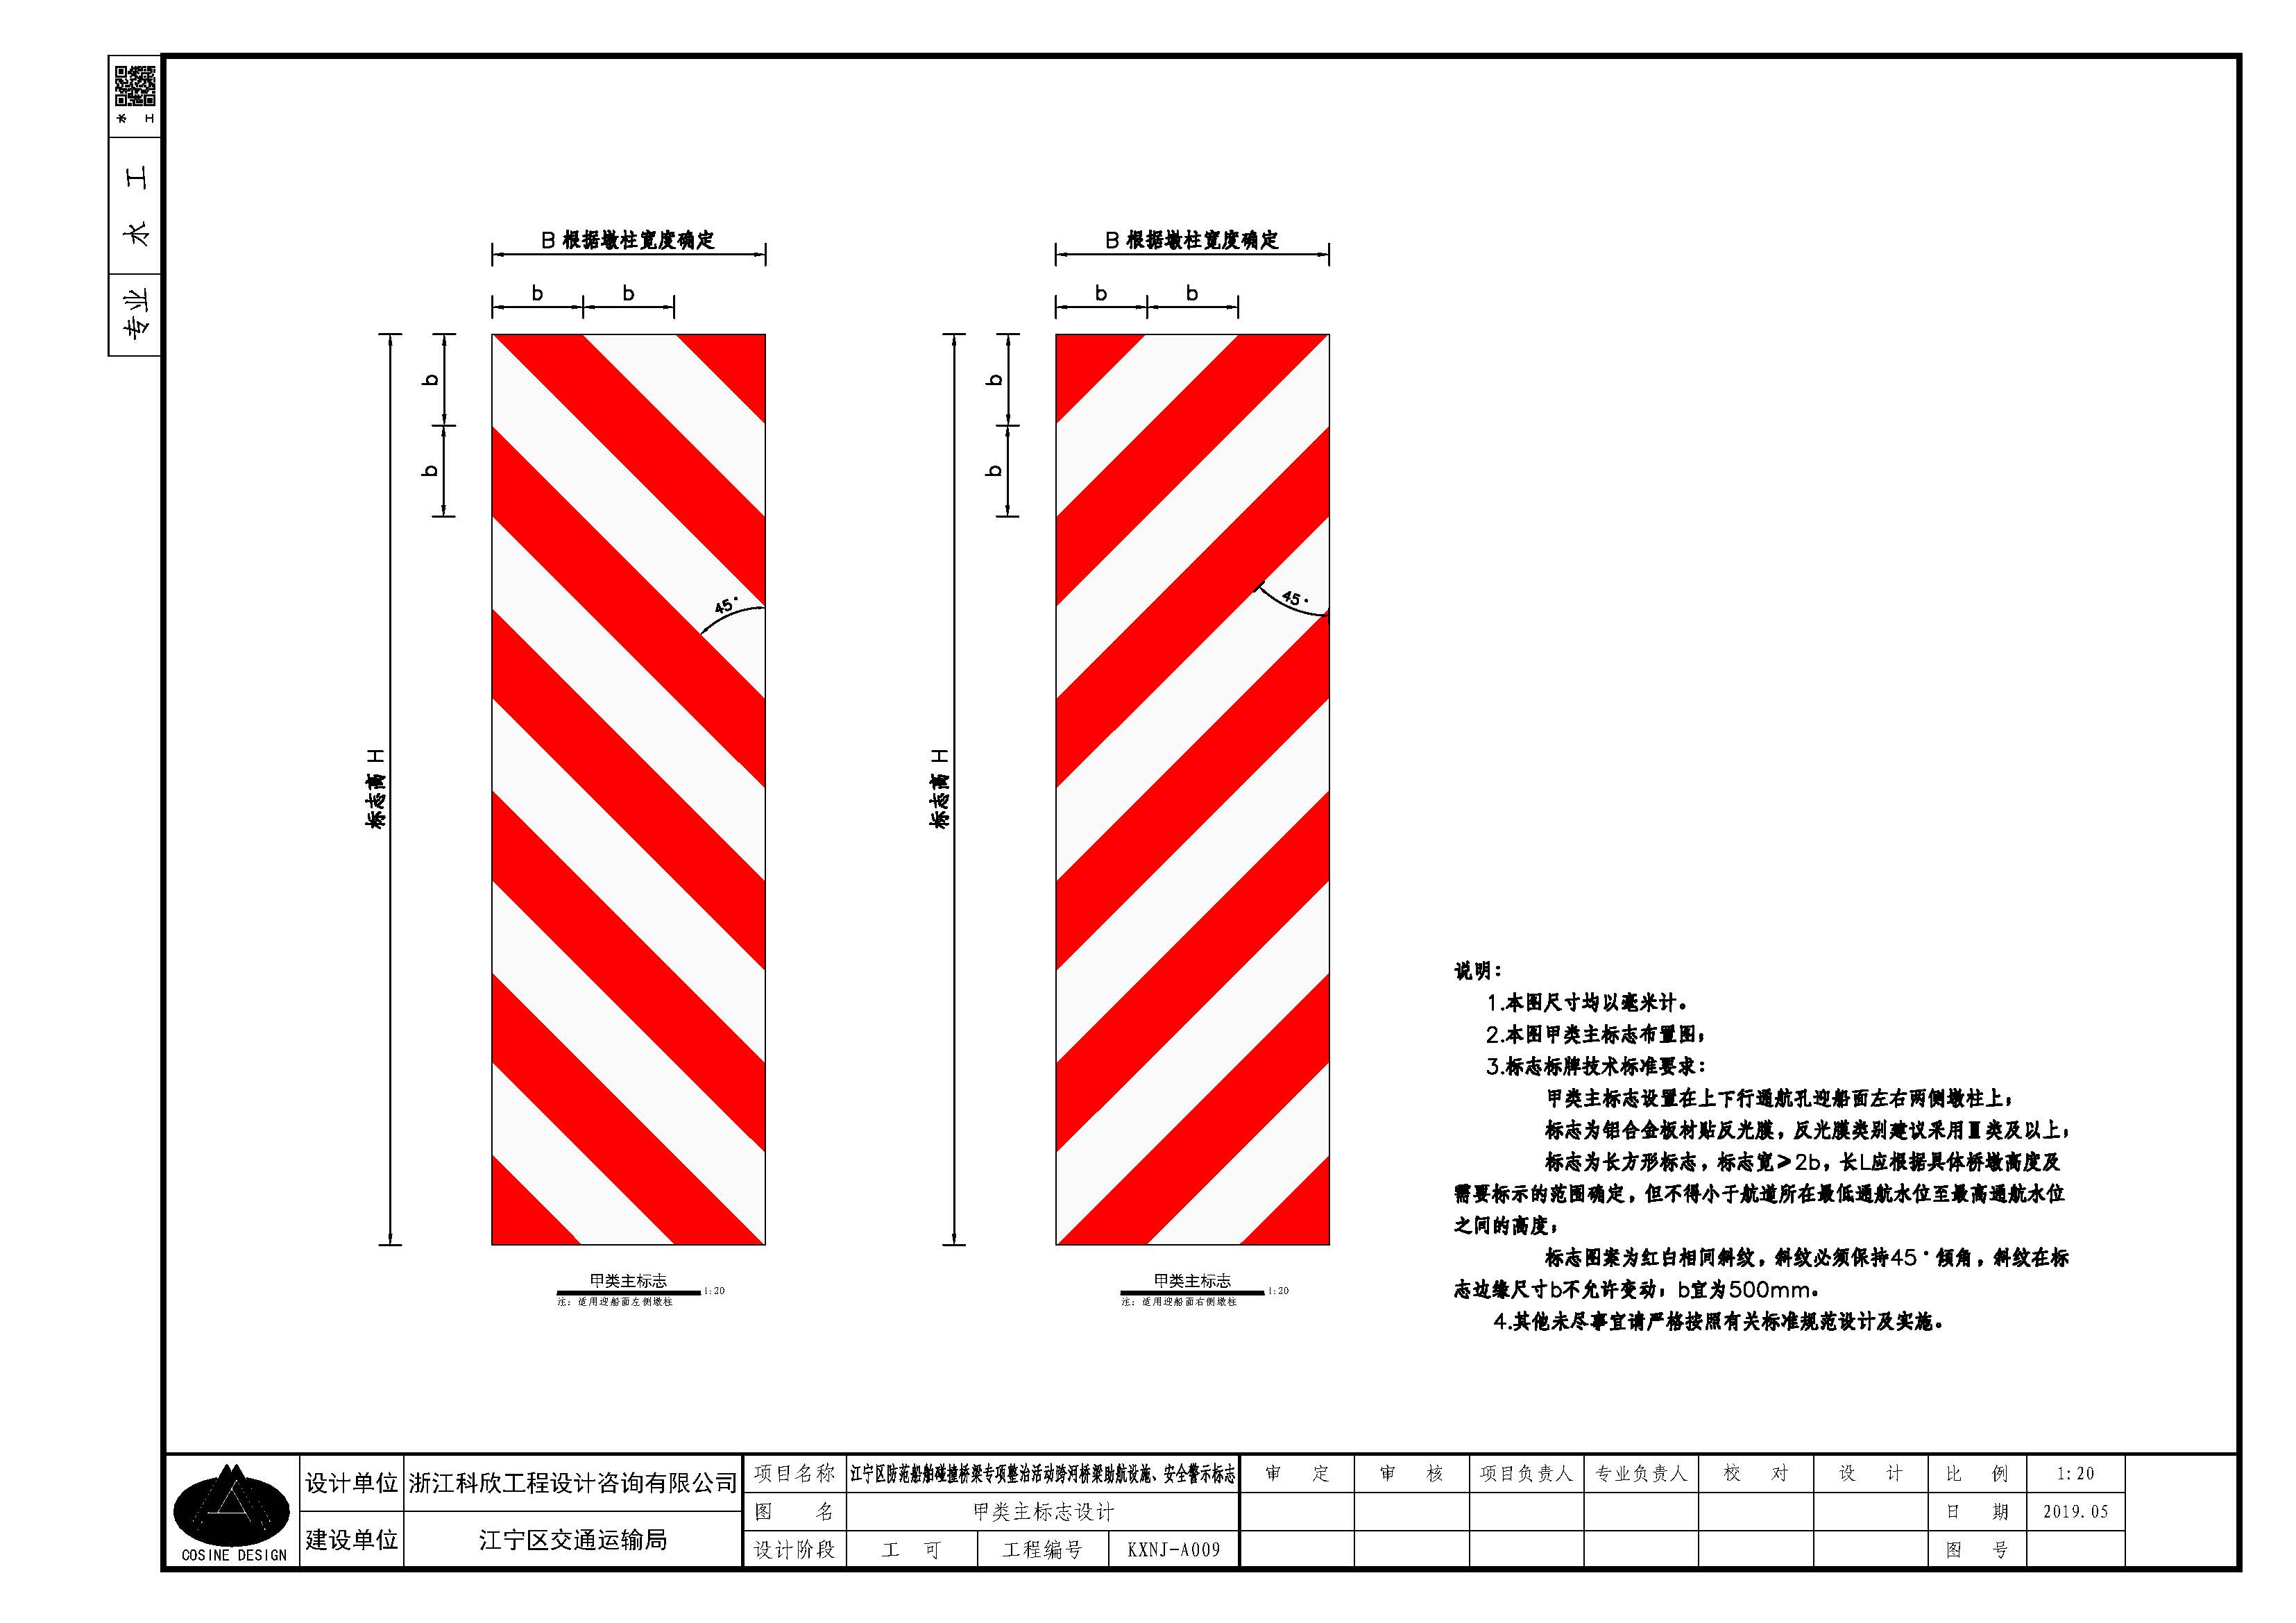 水 工
水 工
专业
B 根据墩柱宽度确定
b b
b
b
标志高 H
45°
甲类主标志 1:20
注：适用迎船面左侧墩柱
B 根据墩柱宽度确定
b b
b
b
标志高 H
45°
甲类主标志 1:20
注：适用迎船面右侧墩柱
说明：
1.本图尺寸均以毫米计。
2.本图甲类主标志布置图；
3.标志标牌技术标准要求：
甲类主标志设置在上下行通航孔迎船面左右两侧墩柱上；
标志为铝合金板材贴反光膜，反光膜类别建议采用Ⅲ类及以上；
标志为长方形标志，标志宽≥2b，长L应根据具体桥墩高度及
需要标示的范围确定，但不得小于航道所在最低通航水位至最高通航水位
之间的高度；
标志图案为红白相间斜纹，斜纹必须保持45°倾角，斜纹在标
志边缘尺寸b不允许变动；b宜为500mm。
4.其他未尽事宜请严格按照有关标准规范设计及实施。
COSINE DESIGN
设计单位 浙江科欣工程设计咨询有限公司
建设单位 江宁区交通运输局
项目名称 江宁区防范船舶碰撞桥梁专项整治活动跨河桥梁助航设施、安全警示标志
图 名 甲类主标志设计
设计阶段 工 可 工程编号 KXNJ-A009
审 定 审 核 项目负责人 专业负责人 校 对 设 计 比 例 1:20
日 期 2019.05
图 号